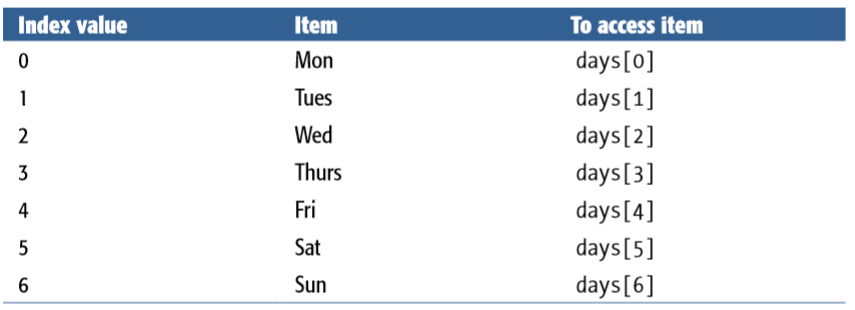 Index value Item To access item
0 Mon days[0]
1 Tues days[1]
2 Wed days[2]
3 Thurs days[3]
4 Fri days[4]
5 Sat days[5]
6 Sun days[6]